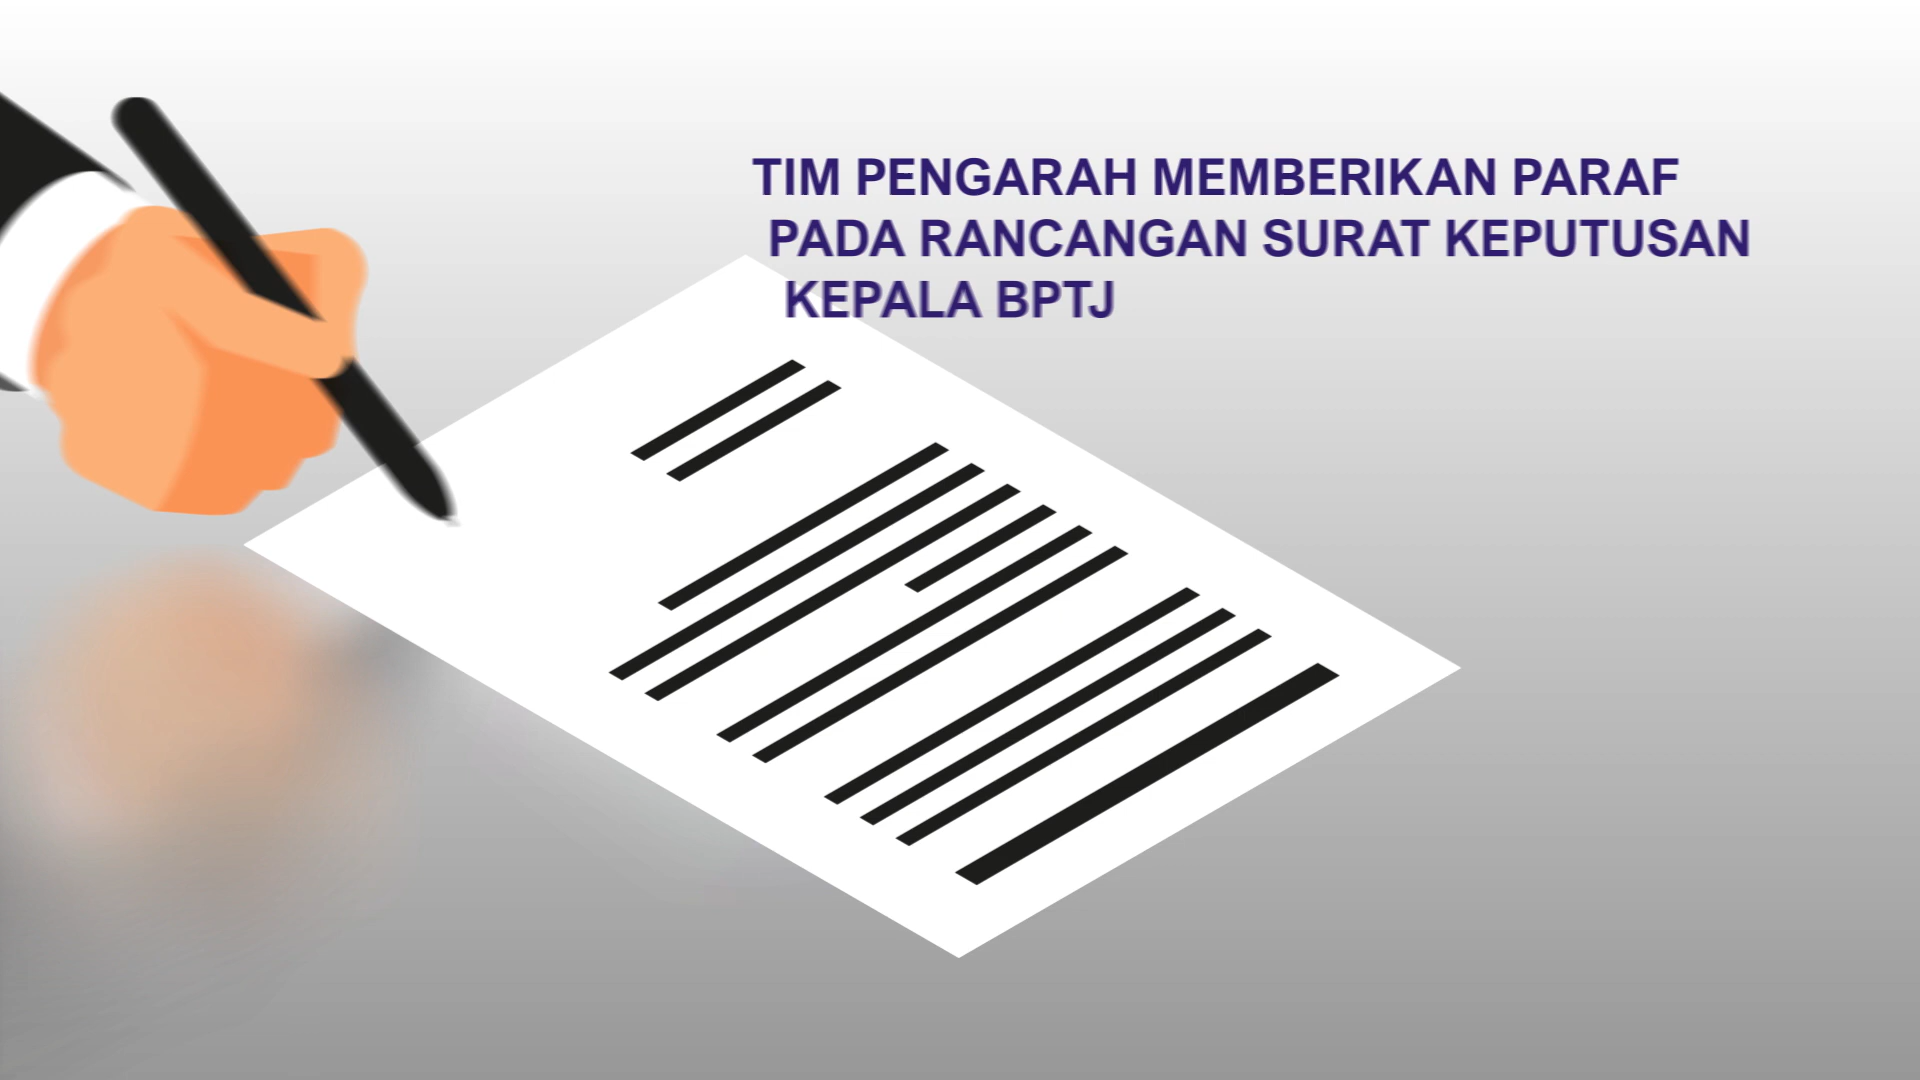 TIM PENGARAH MEMBERIKAN PARAF
PADA RANCANGAN SURAT KEPUTUSAN
KEPALA BPTJ